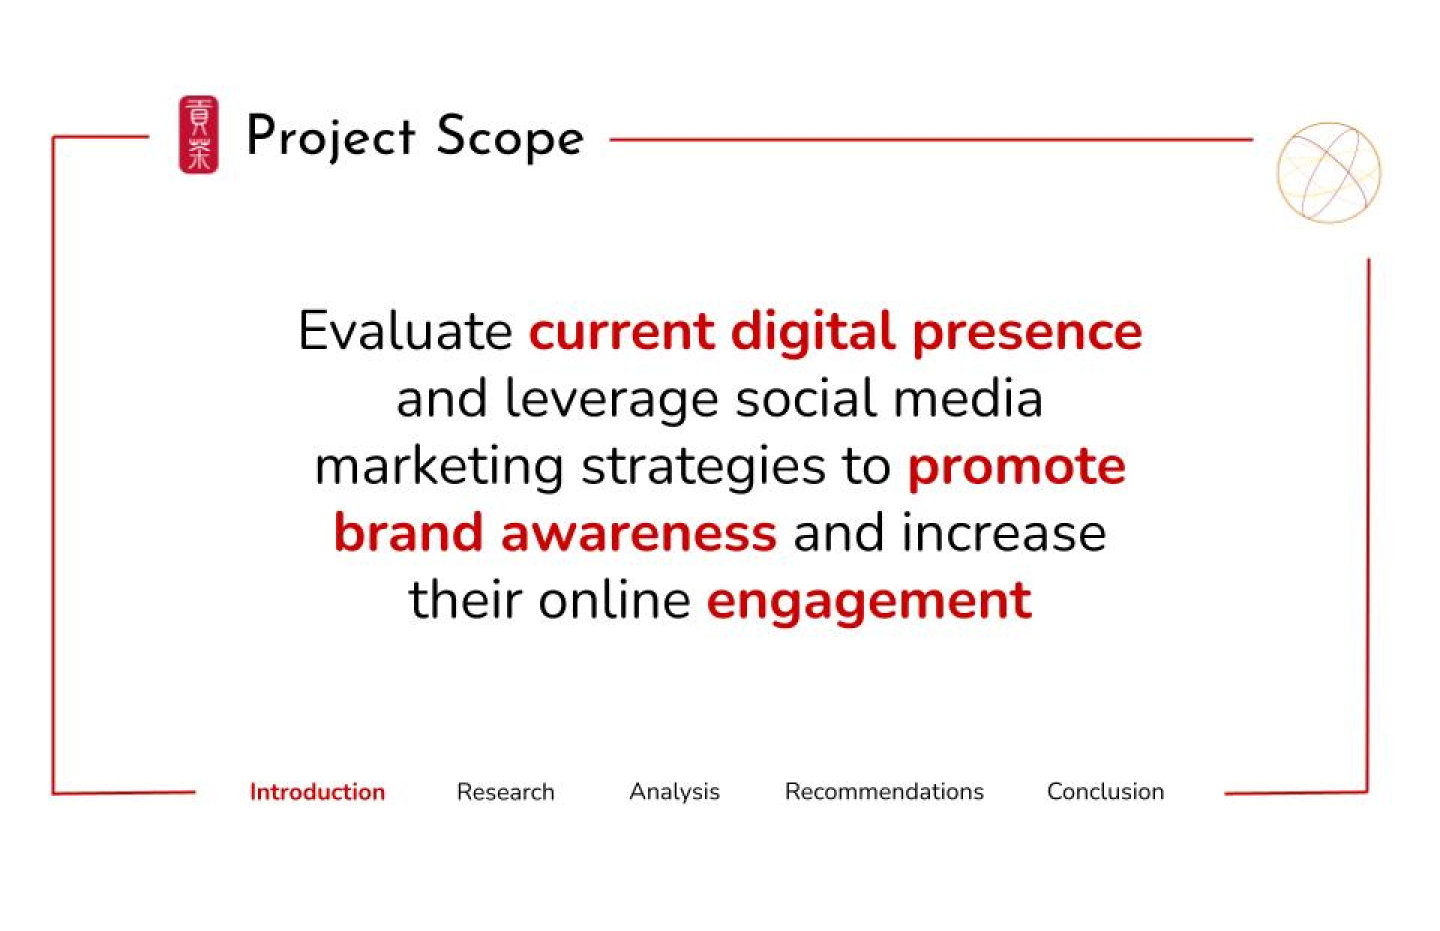 貢茶
Project Scope
Evaluate current digital presence
and leverage social media
marketing strategies to promote
brand awareness and increase
their online engagement
Introduction Research Analysis Recommendations Conclusion